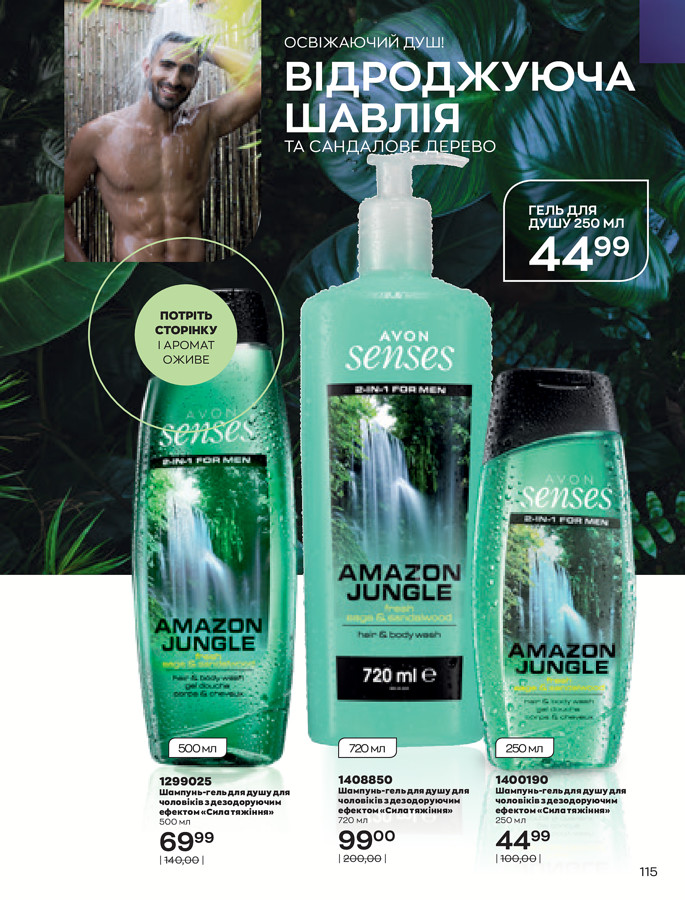 ОСВІЖАЮЧИЙ ДУШ!
ВІДРОДЖУЮЧА
ШАВЛІЯ
ТА САНДАЛОВЕ ДЕРЕВО
ГЕЛЬ ДЛЯ
ДУШУ 250 МЛ
44⁹⁹
ПОТРІТЬ
СТОРІНКУ
І АРОМАТ
ОЖИВЕ
AVON
senses
2-IN-1 FOR MEN
AMAZON
JUNGLE
fresh
sage & sandalwood
hair & body wash
gel douche
corps & cheveux
500 МЛ
AVON
senses
2-IN-1 FOR MEN
AMAZON
JUNGLE
fresh
sage & sandalwood
hair & body wash
720 ml e
720 МЛ
AVON
senses
2-IN-1 FOR MEN
AMAZON
JUNGLE
fresh
sage & sandalwood
hair & body wash
gel douche
corps & cheveux
250 МЛ
1299025
Шампунь-гель для душу для
чоловіків з дезодоруючим
ефектом «Сила тяжіння»
500 мл
69⁹⁹
| 140,00 |
1408850
Шампунь-гель для душу для
чоловіків з дезодоруючим
ефектом «Сила тяжіння»
720 мл
99⁰⁰
| 200,00 |
1400190
Шампунь-гель для душу для
чоловіків з дезодоруючим
ефектом «Сила тяжіння»
250 мл
44⁹⁹
| 100,00 |
115